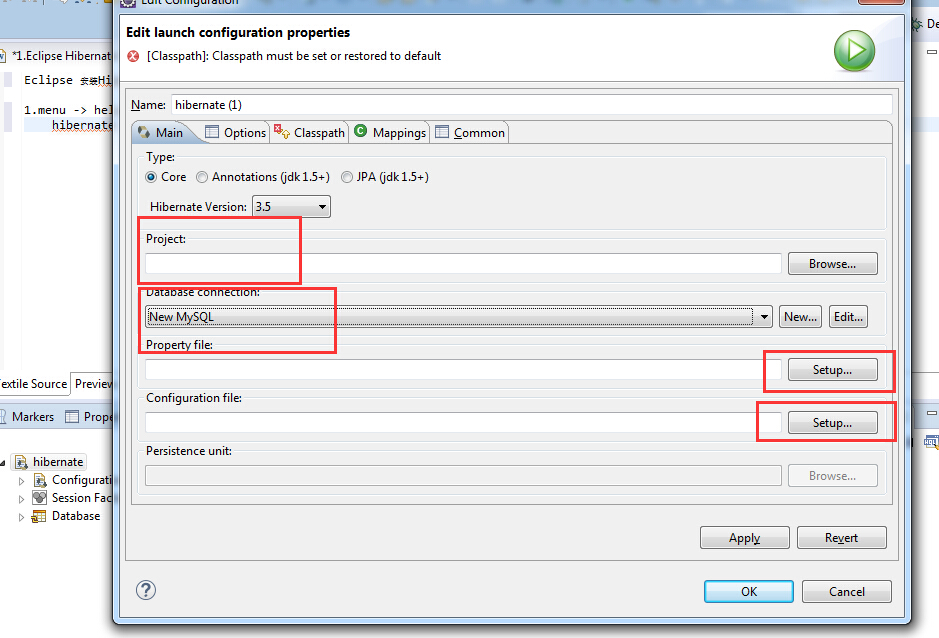 Edit Configuration
Edit launch configuration properties
[Classpath]: Classpath must be set or restored to default
De
*1.Eclipse Hibernat
Eclipse 安装Hi
1.menu -> hel
hibernate
Name: hibernate (1)
Main Options Classpath Mappings Common
Type:
Core Annotations (jdk 1.5+) JPA (jdk 1.5+)
Hibernate Version: 3.5
Project:
Browse...
Database connection:
New MySQL New... Edit...
Property file:
Setup...
Configuration file:
Setup...
Persistence unit:
Browse...
Apply Revert
? OK Cancel
extile Source Preview
Markers Prope
hibernate
Configurati
Session Fac
Database